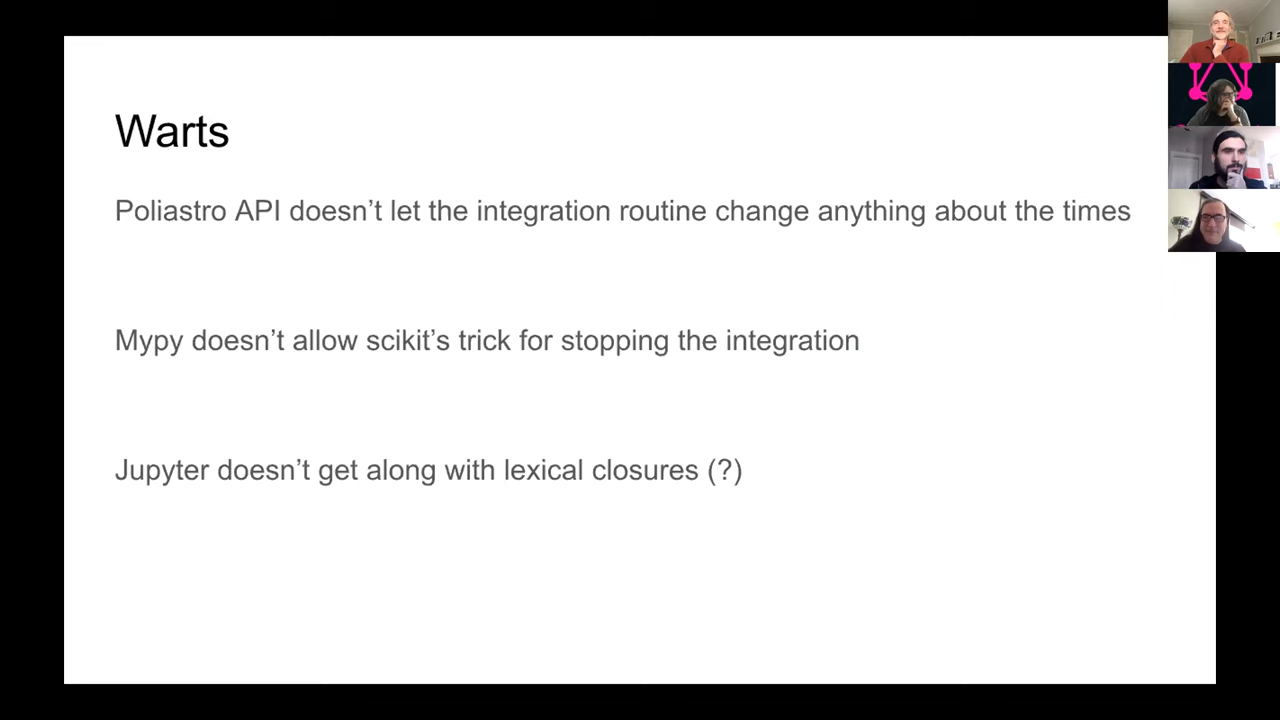 Warts
Poliastro API doesn’t let the integration routine change anything about the times
Mypy doesn’t allow scikit’s trick for stopping the integration
Jupyter doesn’t get along with lexical closures (?)